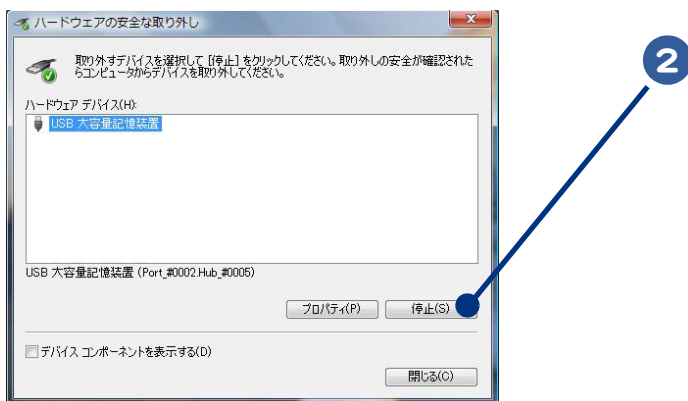 ハードウェアの安全な取り外し
取り外すデバイスを選択して [停止] をクリックしてください。取り外しの安全が確認された
らコンピュータからデバイスを取り外してください。
ハードウェア デバイス(H):
USB 大容量記憶装置
USB 大容量記憶装置 (Port_#0002.Hub_#0005)
プロパティ(P) 停止(S)
デバイス コンポーネントを表示する(D)
閉じる(C)
2